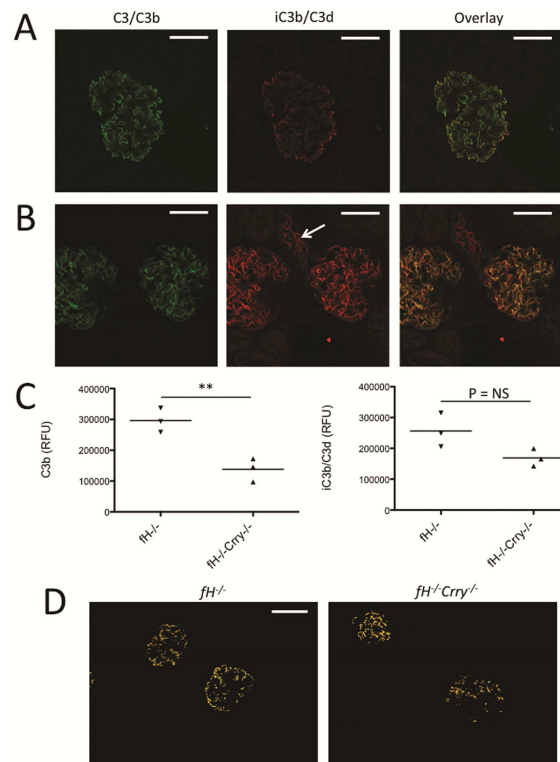 A
C3/C3b
iC3b/C3d
Overlay
B
C
C3b (RFU)
400000
300000
200000
100000
0
**
fH-/-
fH-/-Crry-/-
iC3b/C3d (RFU)
400000
300000
200000
100000
0
P = NS
fH-/-
fH-/-Crry-/-
D
fH-/-
fH-/-Crry-/-